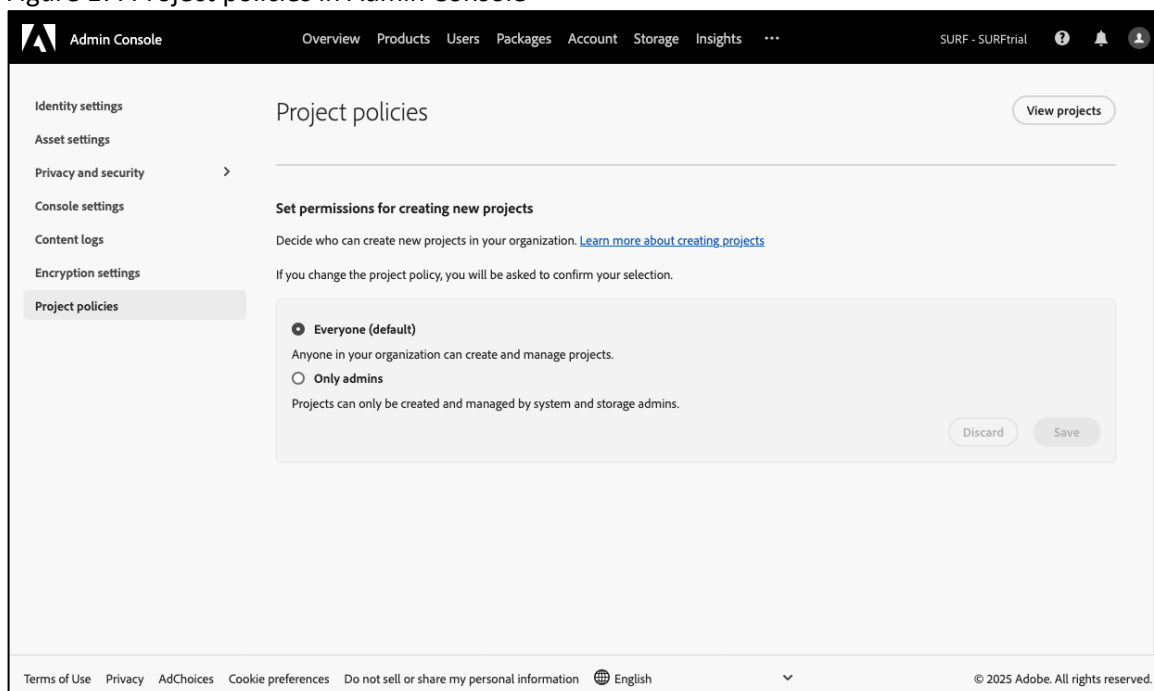 Admin Console Overview Products Users Packages Account Storage Insights ··· SURF - SURFtrial
Identity settings
Asset settings
Privacy and security
Console settings
Content logs
Encryption settings
Project policies
Project policies View projects
Set permissions for creating new projects
Decide who can create new projects in your organization. Learn more about creating projects
If you change the project policy, you will be asked to confirm your selection.
Everyone (default)
Anyone in your organization can create and manage projects.
Only admins
Projects can only be created and managed by system and storage admins.
Discard Save
Terms of Use Privacy AdChoices Cookie preferences Do not sell or share my personal information English © 2025 Adobe. All rights reserved.